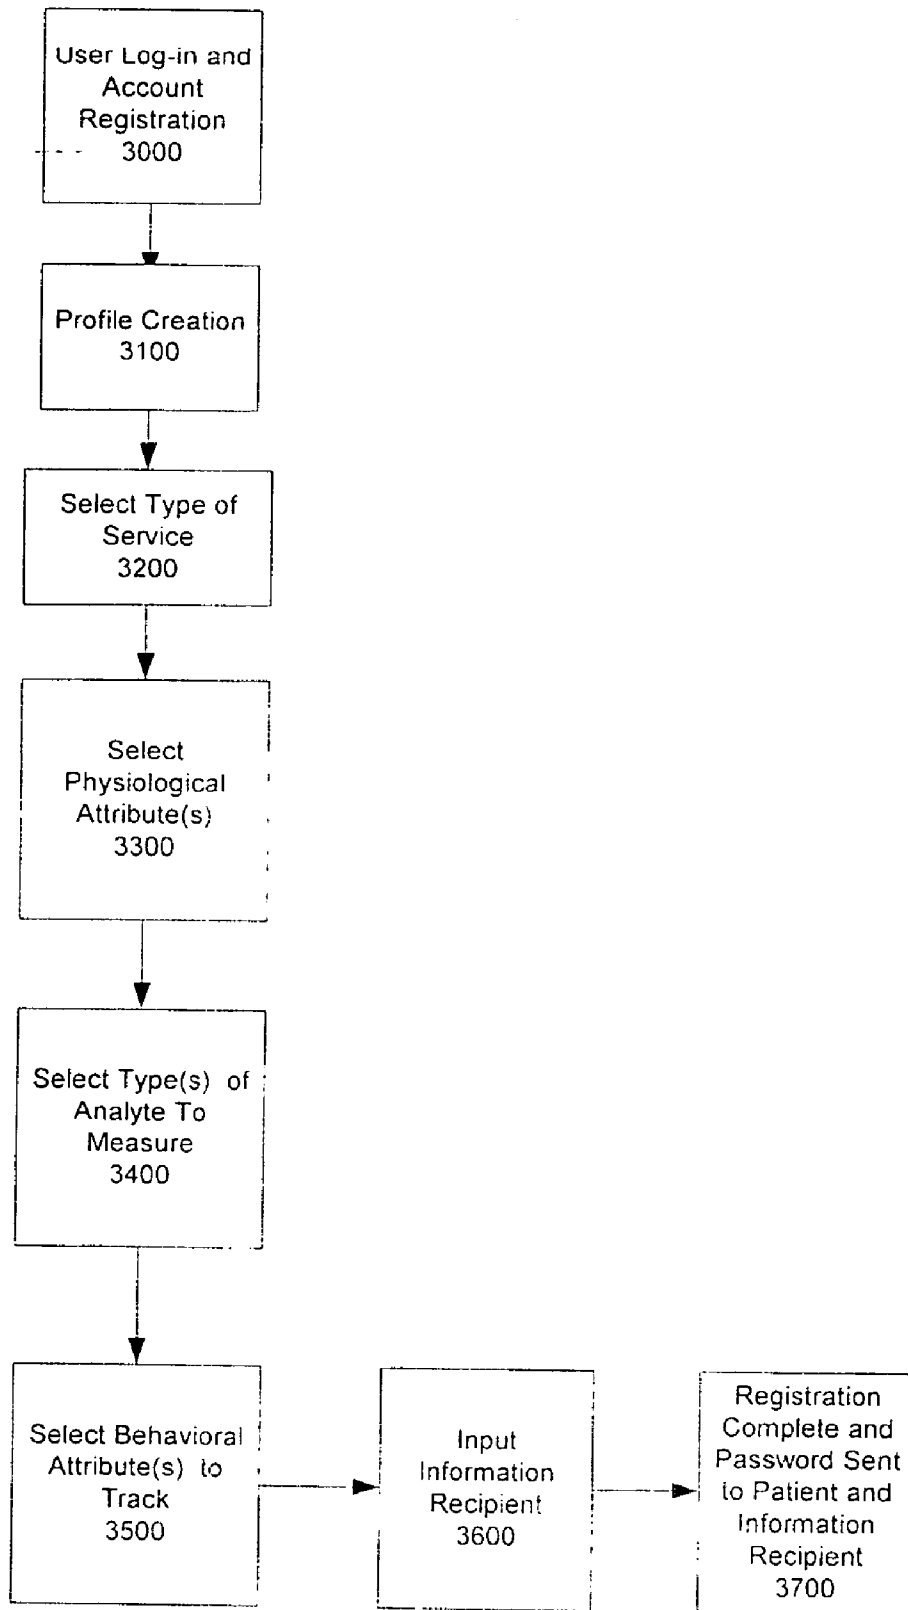 User Log-in and
Account
Registration
3000
Profile Creation
3100
Select Type of
Service
3200
Select
Physiological
Attribute(s)
3300
Select Type(s) of
Analyte To
Measure
3400
Select Behavioral
Attribute(s) to
Track
3500
Input
Information
Recipient
3600
Registration
Complete and
Password Sent
to Patient and
Information
Recipient
3700